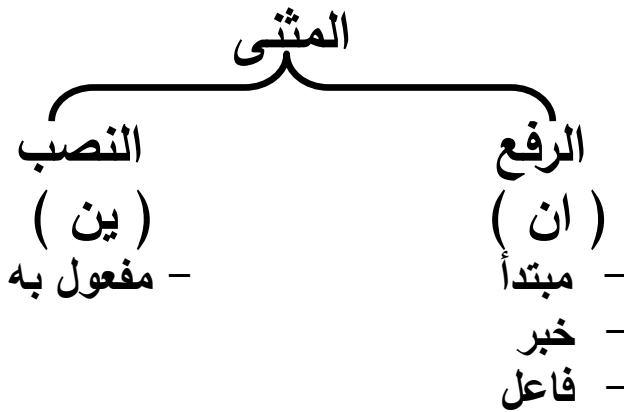 المثنى
الرفع
( ان )
- مبتدأ
- خبر
- فاعل
النصب
( ين )
- مفعول به